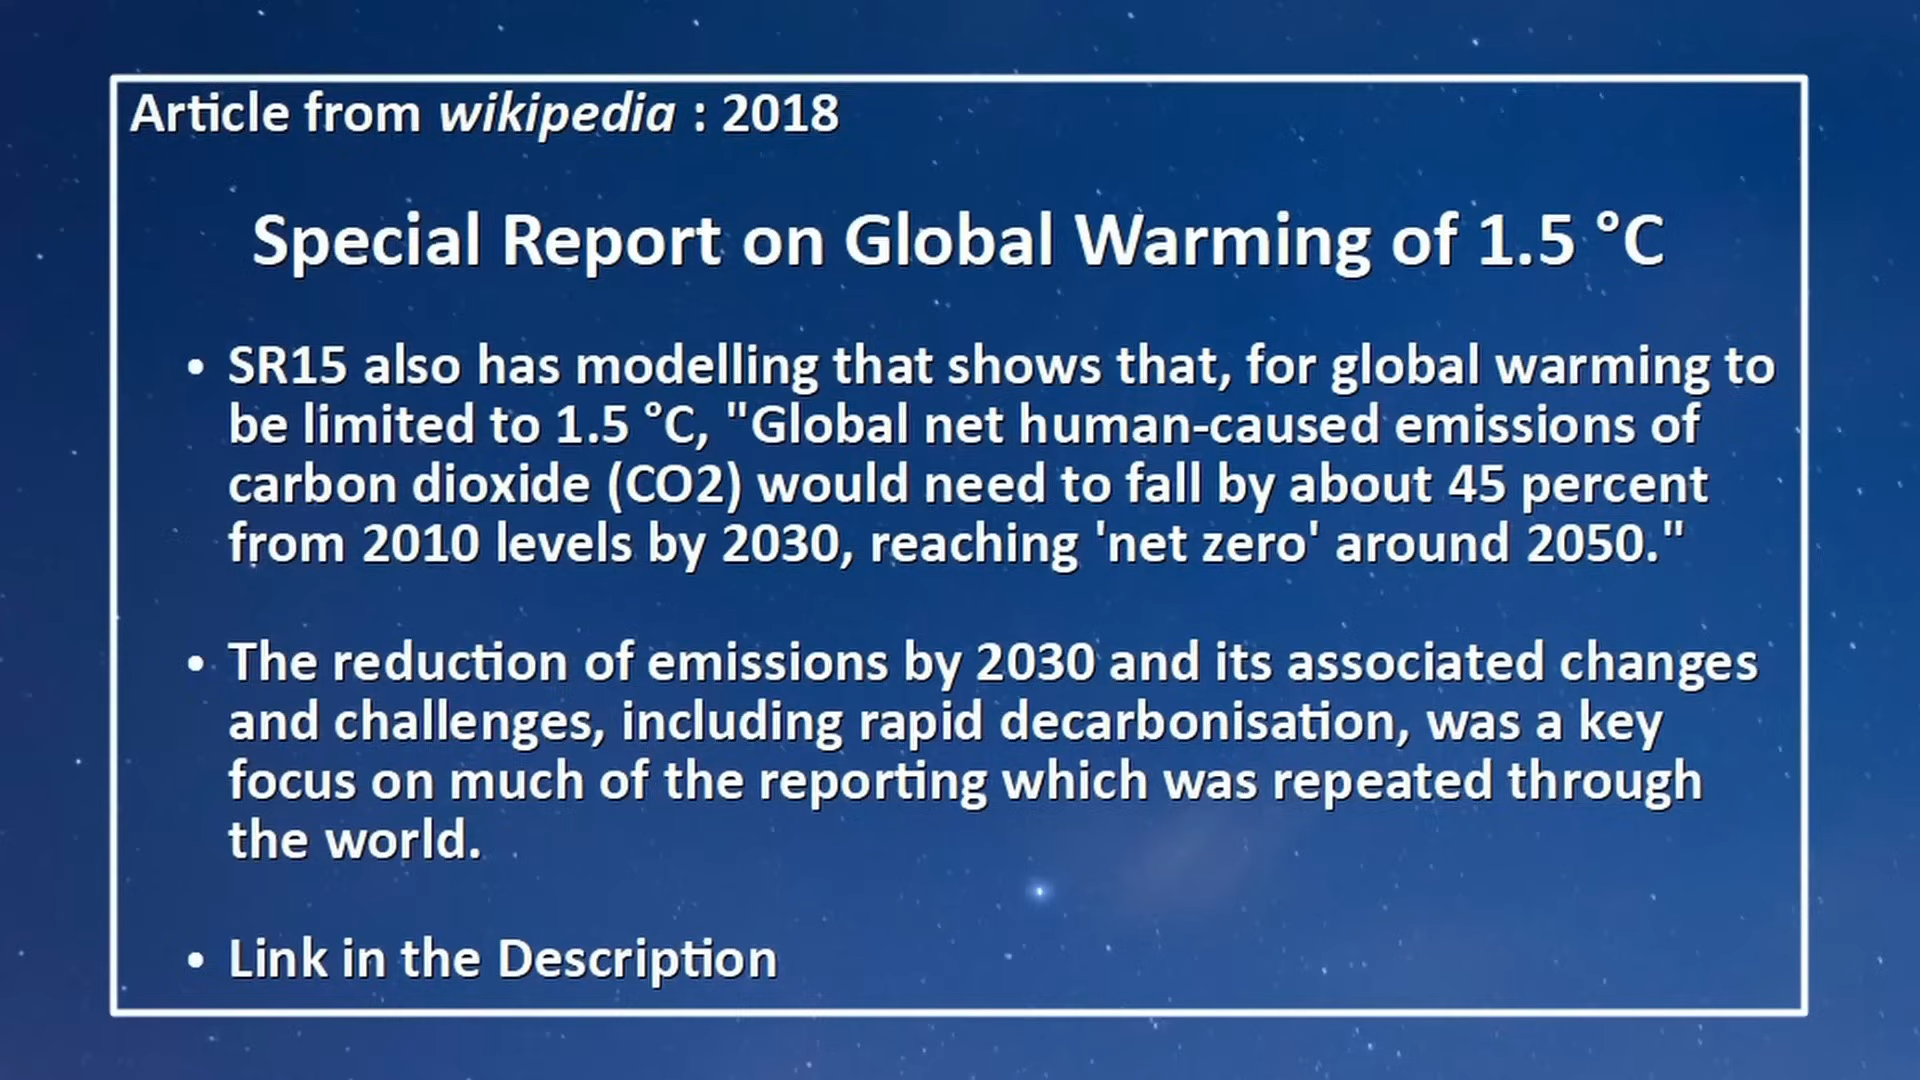 Article from wikipedia : 2018
Special Report on Global Warming of 1.5 °C
• SR15 also has modelling that shows that, for global warming to
be limited to 1.5 °C, "Global net human-caused emissions of
carbon dioxide (CO2) would need to fall by about 45 percent
from 2010 levels by 2030, reaching 'net zero' around 2050."
• The reduction of emissions by 2030 and its associated changes
and challenges, including rapid decarbonisation, was a key
focus on much of the reporting which was repeated through
the world.
• Link in the Description